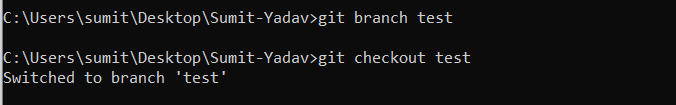 C:\Users\sumit\Desktop\Sumit-Yadav>git branch test
C:\Users\sumit\Desktop\Sumit-Yadav>git checkout test
Switched to branch 'test'